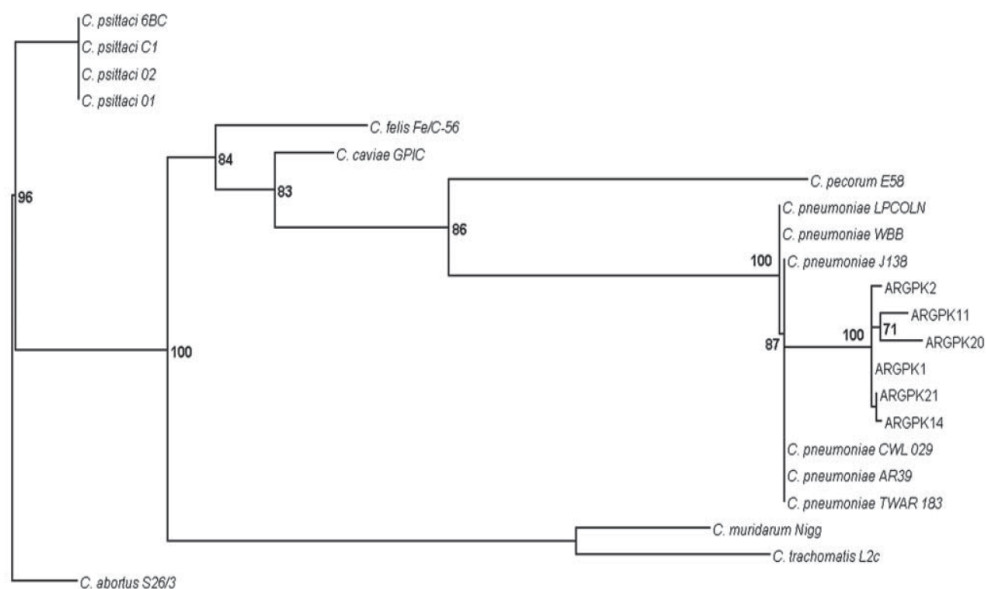 C. psittaci 6BC
C. psittaci C1
C. psittaci 02
C. psittaci 01
C. felis Fe/C-56
84
C. caviae GPIC
C. pecorum E58
83
96
C. pneumoniae LPCOLN
86
C. pneumoniae WBB
100
C. pneumoniae J138
ARGPK2
ARGPK11
100
71
87
ARGPK20
100
ARGPK1
ARGPK21
ARGPK14
C. pneumoniae CWL 029
C. pneumoniae AR39
C. pneumoniae TWAR 183
C. muridarum Nigg
C. trachomatis L2c
C. abortus S26/3